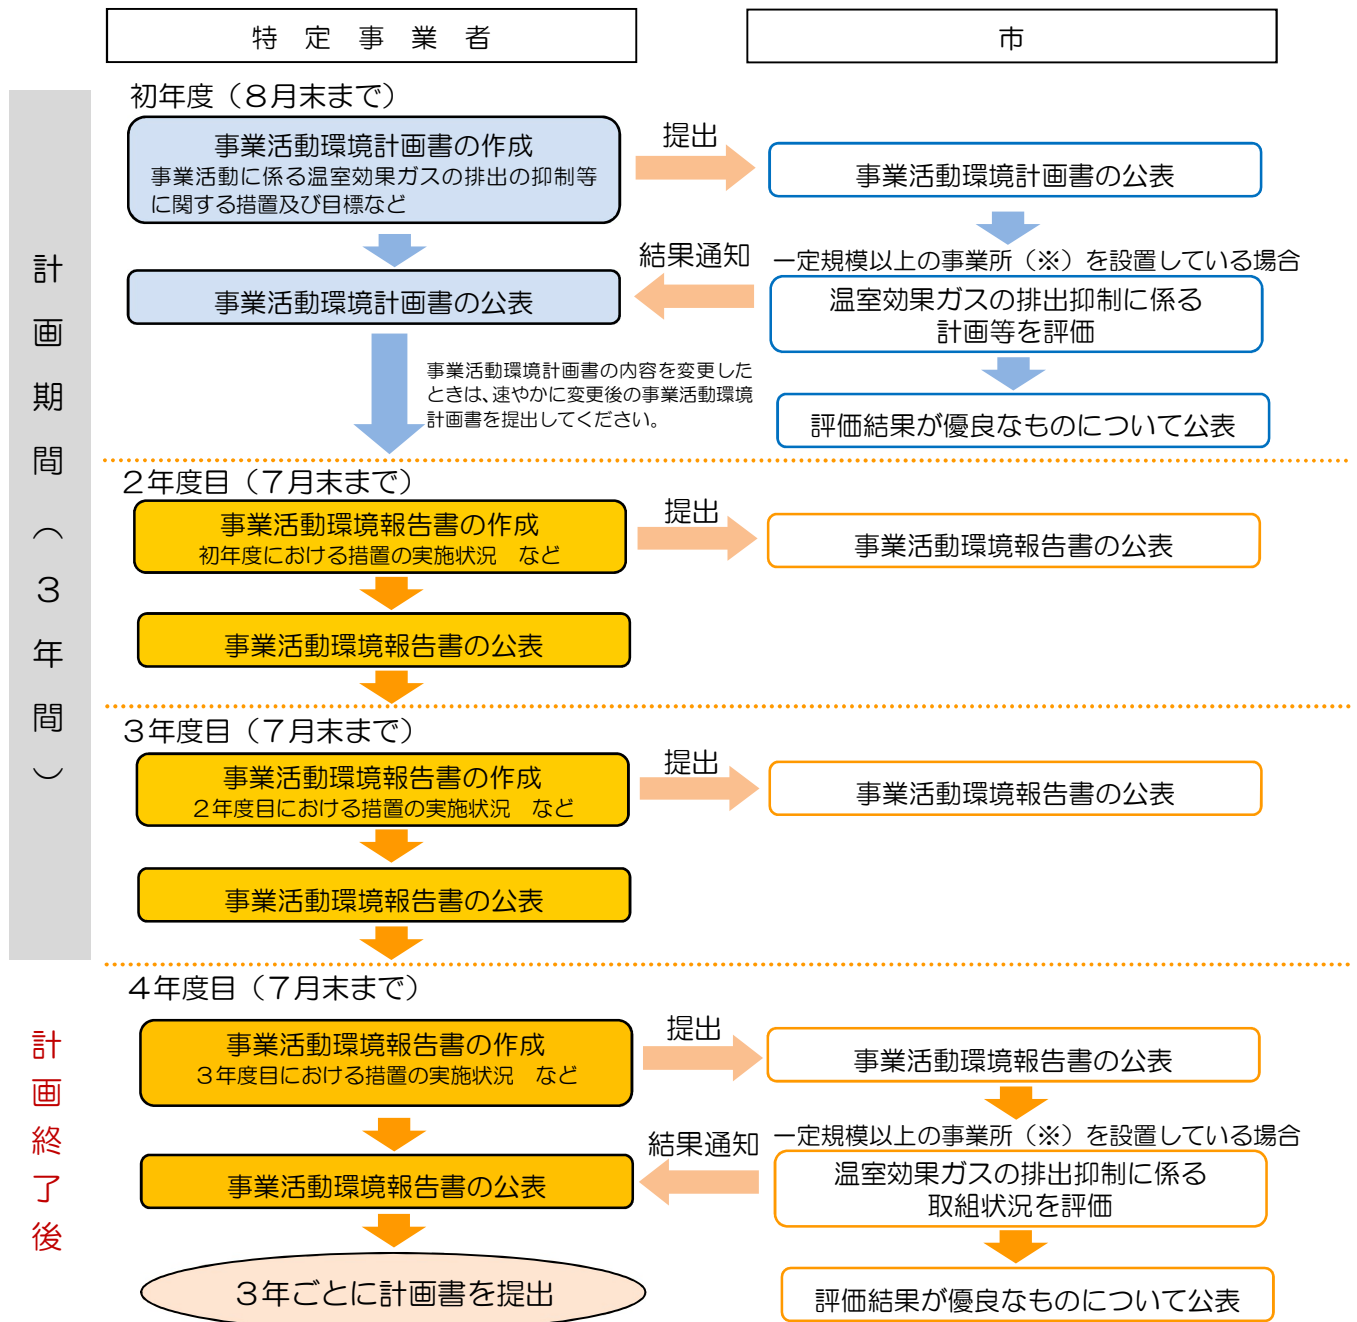 特定事業者
市
計画期間（３年間）
初年度（８月末まで）
事業活動環境計画書の作成
事業活動に係る温室効果ガスの排出の抑制等
に関する措置及び目標など
提出
事業活動環境計画書の公表
結果通知
一定規模以上の事業所（※）を設置している場合
事業活動環境計画書の公表
温室効果ガスの排出抑制に係る
計画等を評価
事業活動環境計画書の内容を変更した
ときは、速やかに変更後の事業活動環境
計画書を提出してください。
評価結果が優良なものについて公表
２年度目（７月末まで）
事業活動環境報告書の作成
初年度における措置の実施状況　など
提出
事業活動環境報告書の公表
事業活動環境報告書の公表
３年度目（７月末まで）
事業活動環境報告書の作成
２年度目における措置の実施状況　など
提出
事業活動環境報告書の公表
事業活動環境報告書の公表
計画終了後
４年度目（７月末まで）
事業活動環境報告書の作成
３年度目における措置の実施状況　など
提出
事業活動環境報告書の公表
結果通知
一定規模以上の事業所（※）を設置している場合
事業活動環境報告書の公表
温室効果ガスの排出抑制に係る
取組状況を評価
３年ごとに計画書を提出
評価結果が優良なものについて公表